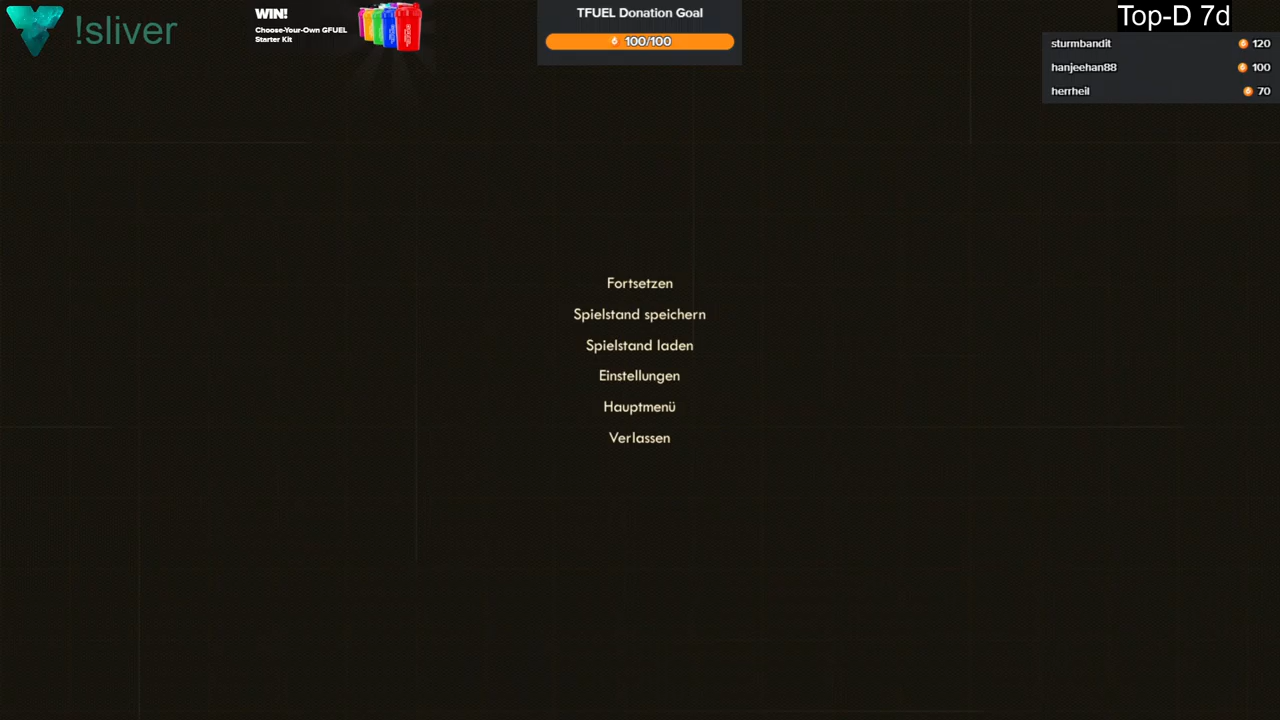 !sliver
WIN!
Choose-Your-Own GFUEL
Starter Kit
TFUEL Donation Goal
100/100
Top-D 7d
sturmbandit 120
hanjeehan88 100
herrheil 70
Fortsetzen
Spielstand speichern
Spielstand laden
Einstellungen
Hauptmenü
Verlassen